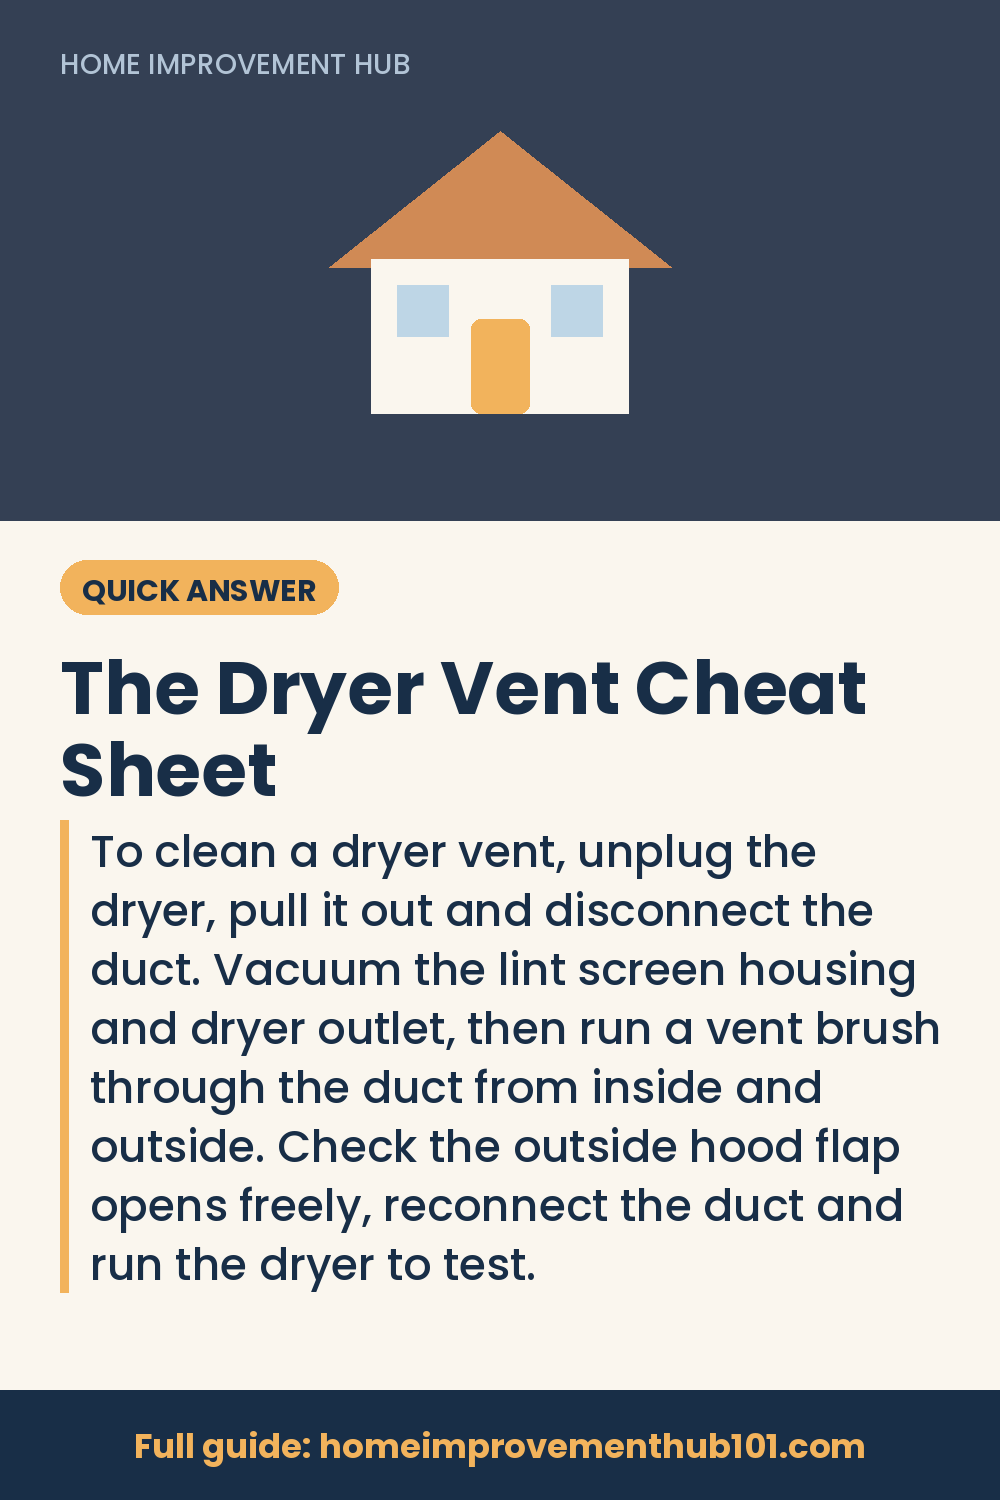 HOME IMPROVEMENT HUB
QUICK ANSWER
The Dryer Vent Cheat
Sheet
To clean a dryer vent, unplug the
dryer, pull it out and disconnect the
duct. Vacuum the lint screen housing
and dryer outlet, then run a vent brush
through the duct from inside and
outside. Check the outside hood flap
opens freely, reconnect the duct and
run the dryer to test.
Full guide: homeimprovementhub101.com